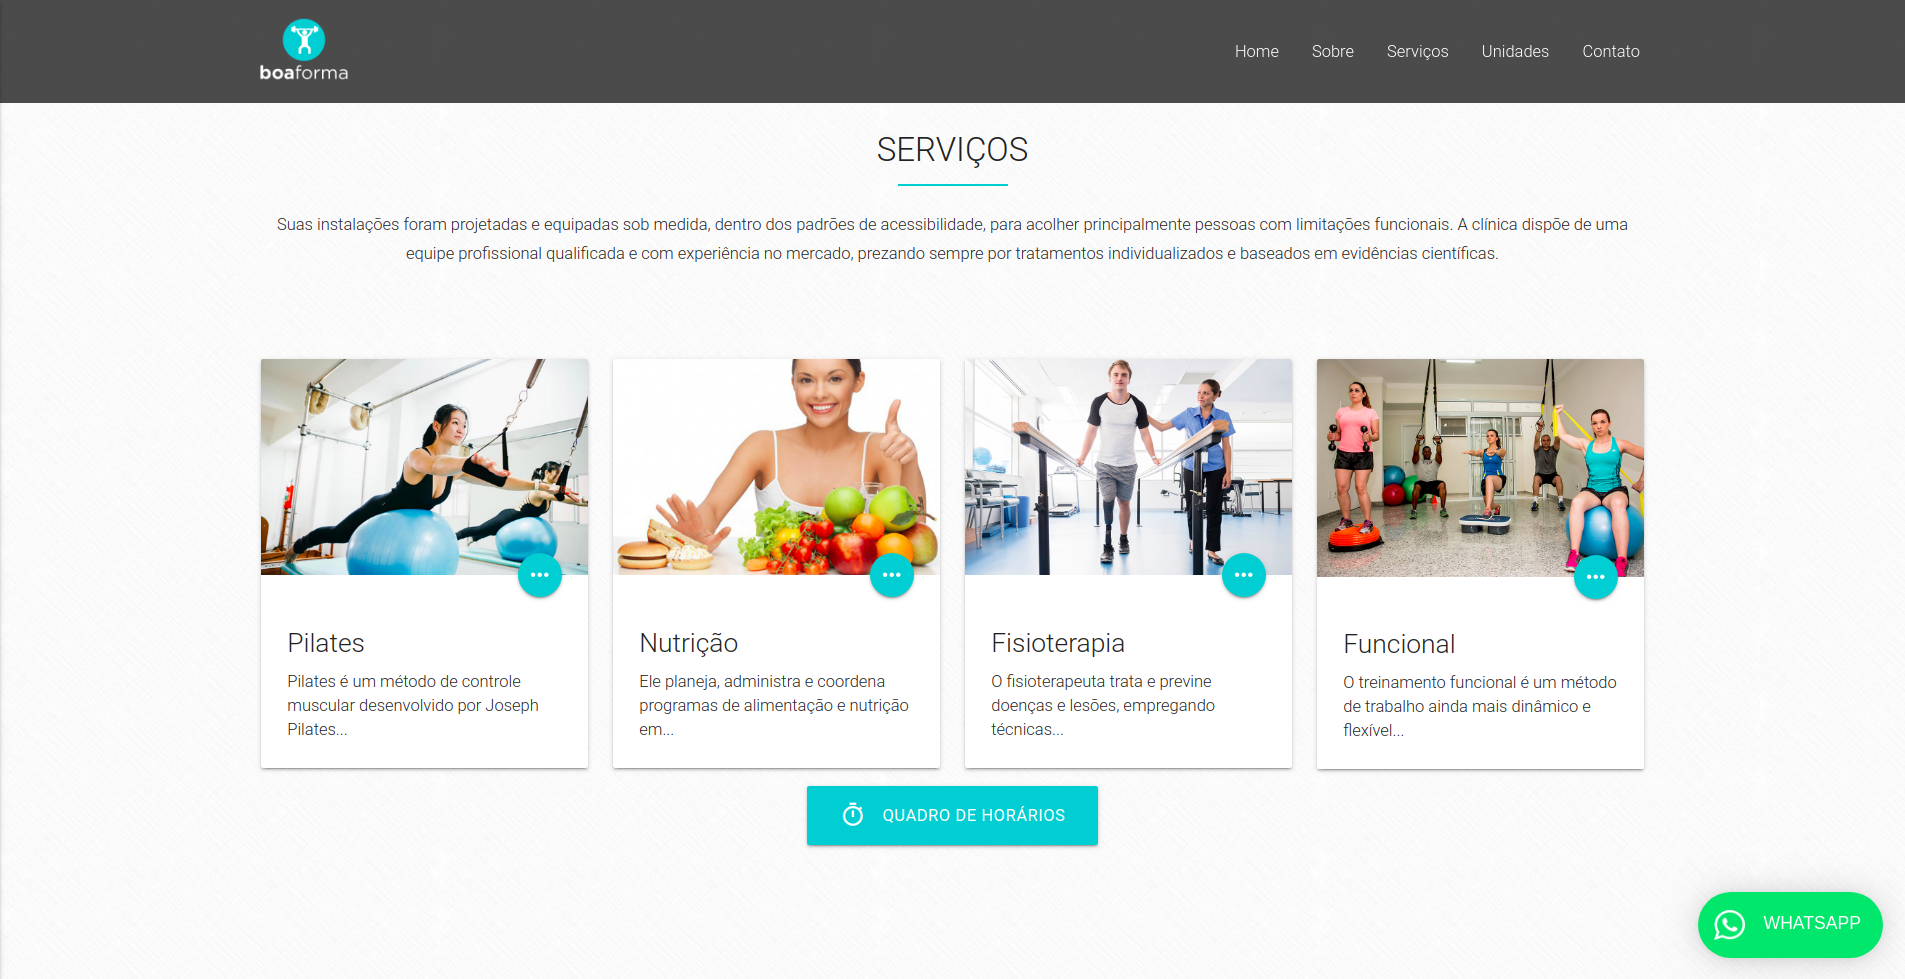 boaforma
Home Sobre Serviços Unidades Contato
SERVIÇOS
Suas instalações foram projetadas e equipadas sob medida, dentro dos padrões de acessibilidade, para acolher principalmente pessoas com limitações funcionais. A clínica dispõe de uma
equipe profissional qualificada e com experiência no mercado, prezando sempre por tratamentos individualizados e baseados em evidências científicas.
Pilates
Pilates é um método de controle
muscular desenvolvido por Joseph
Pilates...
Nutrição
Ele planeja, administra e coordena
programas de alimentação e nutrição
em...
Fisioterapia
O fisioterapeuta trata e previne
doenças e lesões, empregando
técnicas...
Funcional
O treinamento funcional é um método
de trabalho ainda mais dinâmico e
flexível...
QUADRO DE HORÁRIOS
WHATSAPP